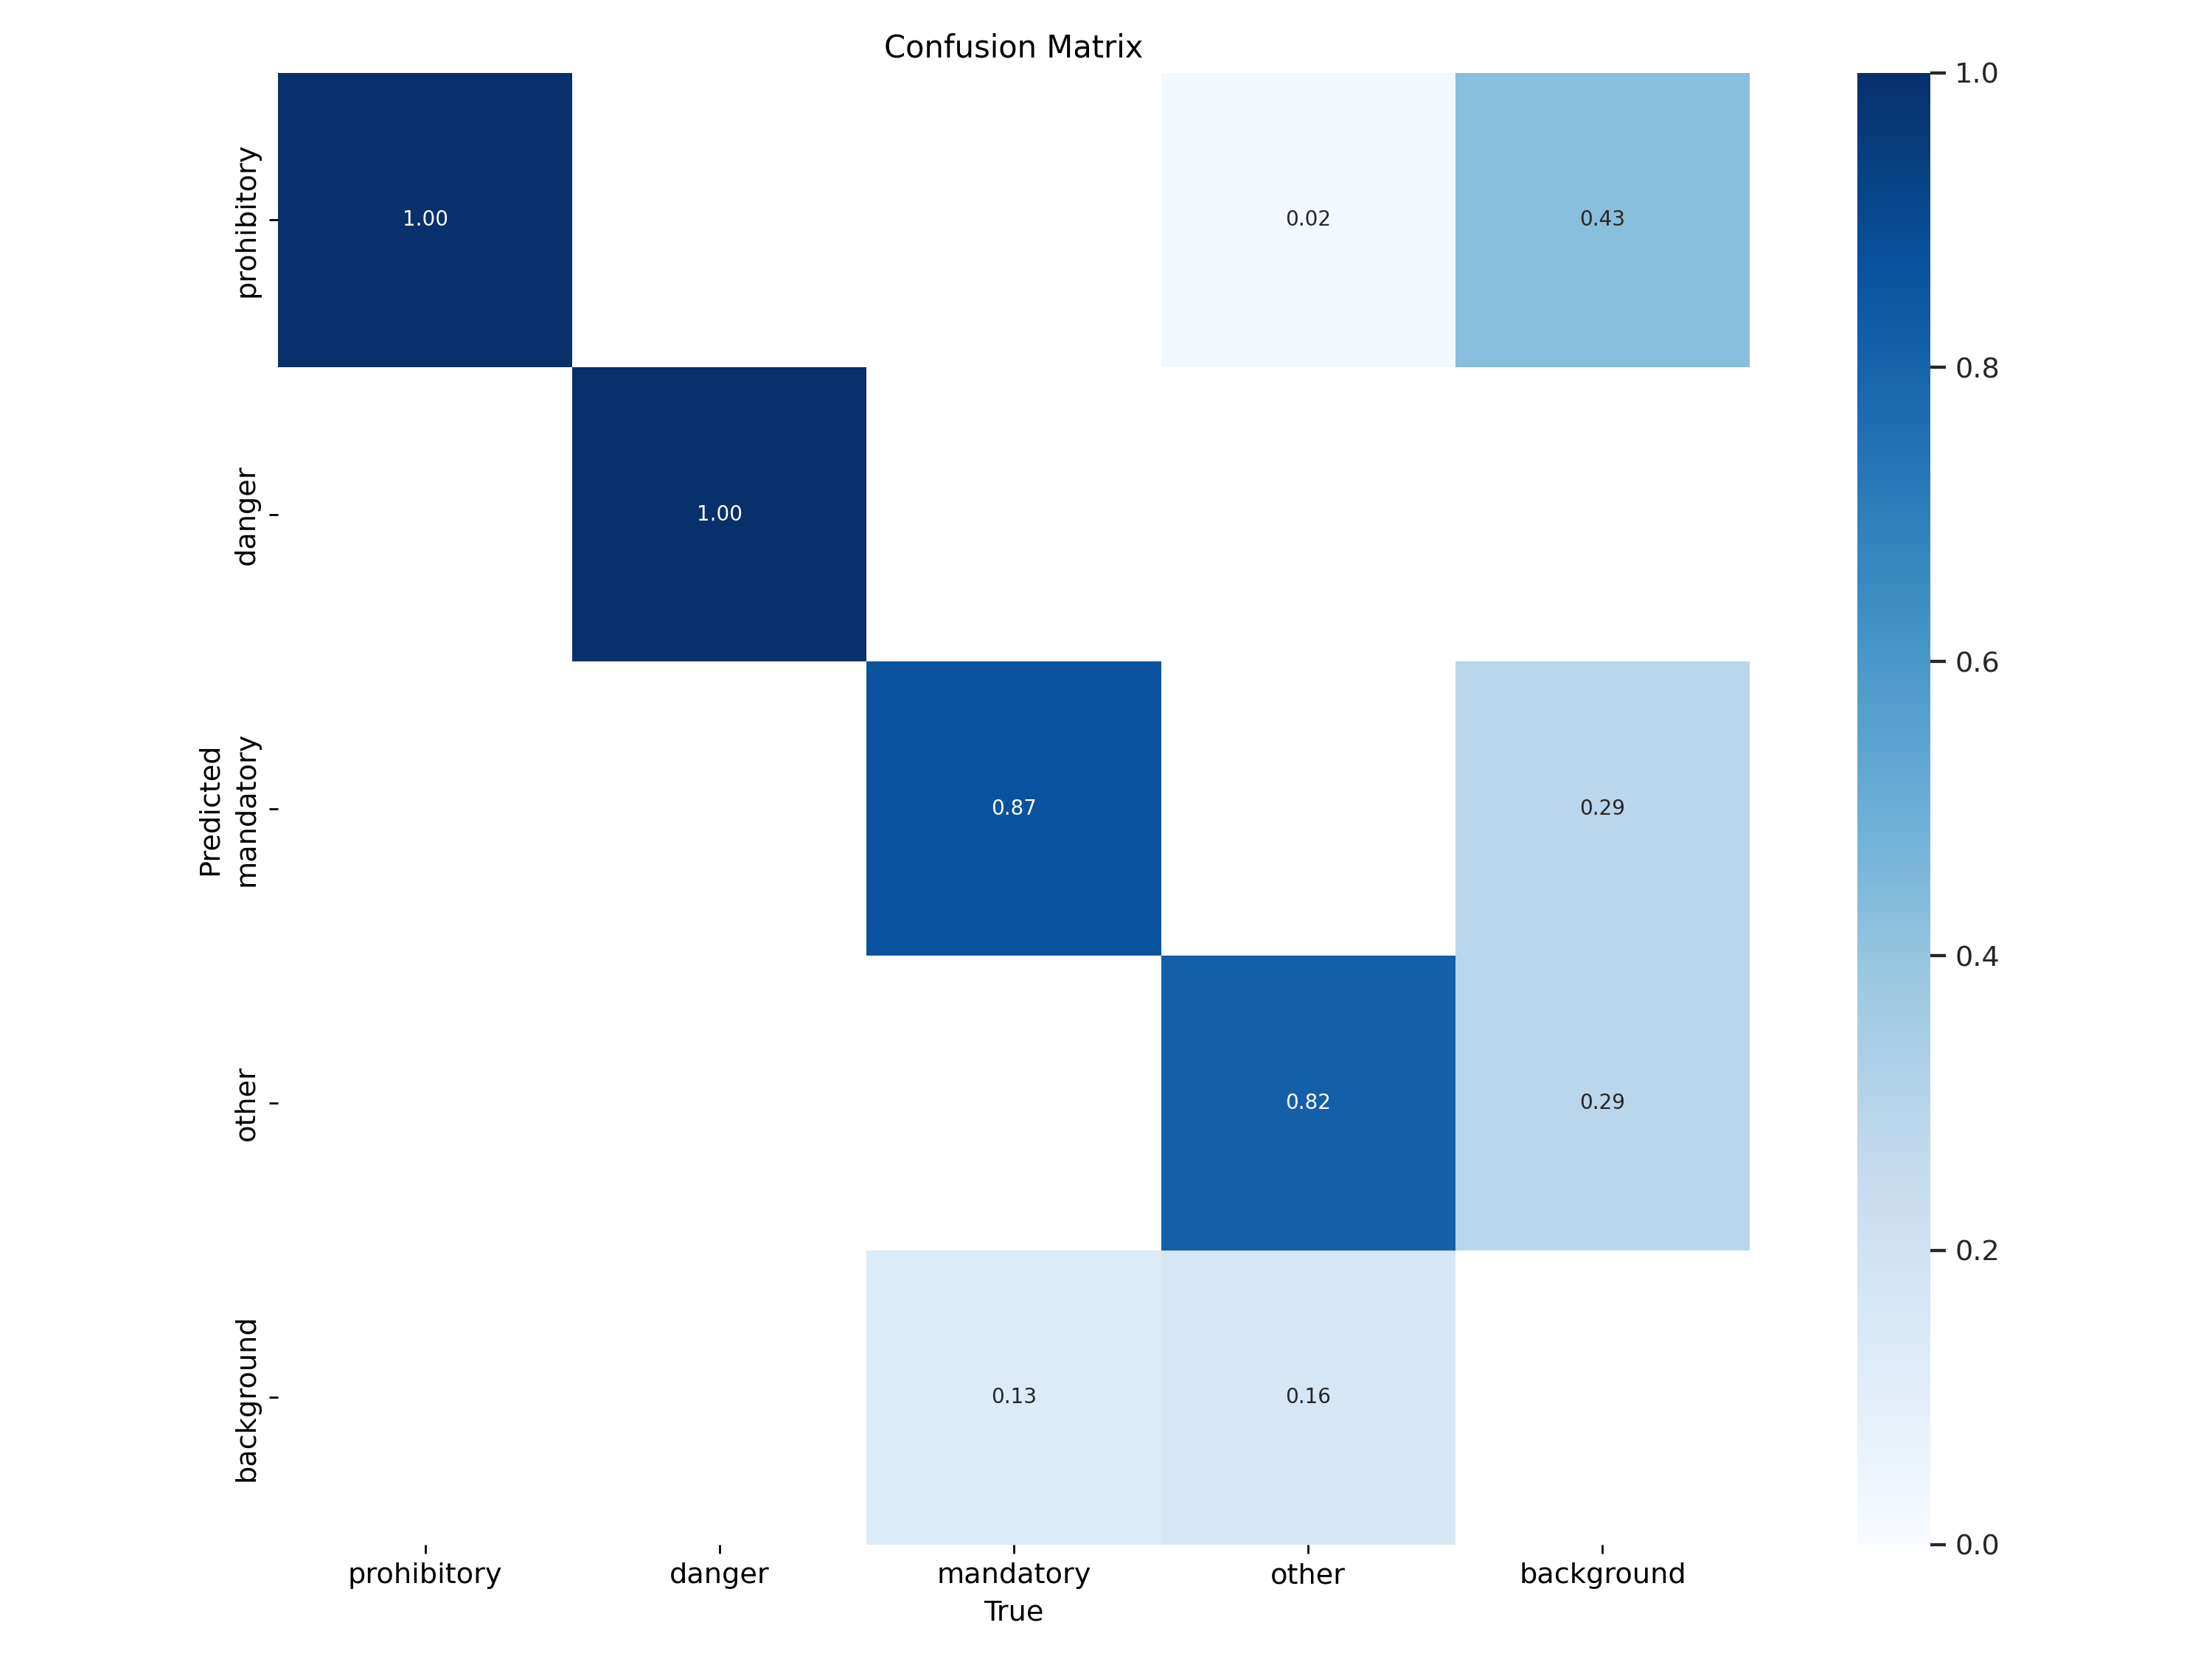 Confusion Matrix
prohibitory
danger
mandatory
other
background
Predicted
1.00
0.02
0.43
1.00
0.87
0.29
0.82
0.29
0.13
0.16
prohibitory
danger
mandatory
other
background
True
1.0
0.8
0.6
0.4
0.2
0.0